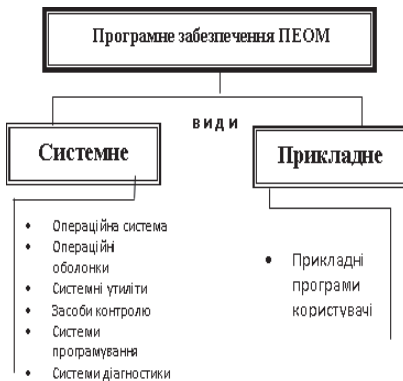 Програмне забезпечення ПЕОМ
види
Системне
Прикладне
• Операційна система
• Операційні
оболонки
• Системні утиліти
• Засоби контролю
• Системи
програмування
• Системи діагностики
• Прикладні
програми
користувачі